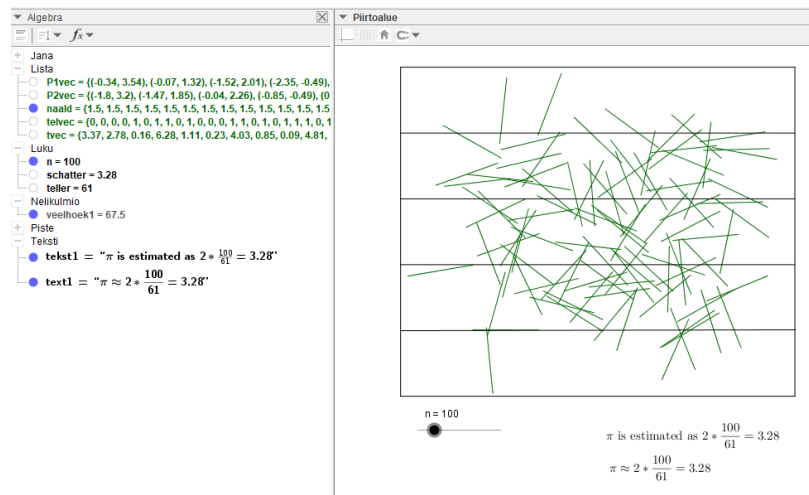 Algebra
Jana
Lista
P1vec = {(-0.34, 3.54), (-0.07, 1.32), (-1.52, 2.01), (-2.35, -0.49),
P2vec = {(-1.8, 3.2), (-1.47, 1.85), (-0.04, 2.26), (-0.85, -0.49), (0
naald = {1.5, 1.5, 1.5, 1.5, 1.5, 1.5, 1.5, 1.5, 1.5, 1.5, 1.5, 1.5, 1.5
telvec = {0, 0, 0, 0, 1, 0, 1, 1, 0, 1, 0, 0, 0, 1, 1, 0, 1, 0, 1, 1, 1, 0, 1
tvec = {3.37, 2.78, 0.16, 6.28, 1.11, 0.23, 4.03, 0.85, 0.09, 4.81,
Luku
n = 100
schatter = 3.28
teller = 61
Nelikulmio
veelhoek1 = 67.5
Piste
Teksti
tekst1 = "π is estimated as 2 * 100/61 = 3.28"
text1 = "π ≈ 2 * 100/61 = 3.28"
Piirtoalue
n = 100
π is estimated as 2 * 100/61 = 3.28
π ≈ 2 * 100/61 = 3.28